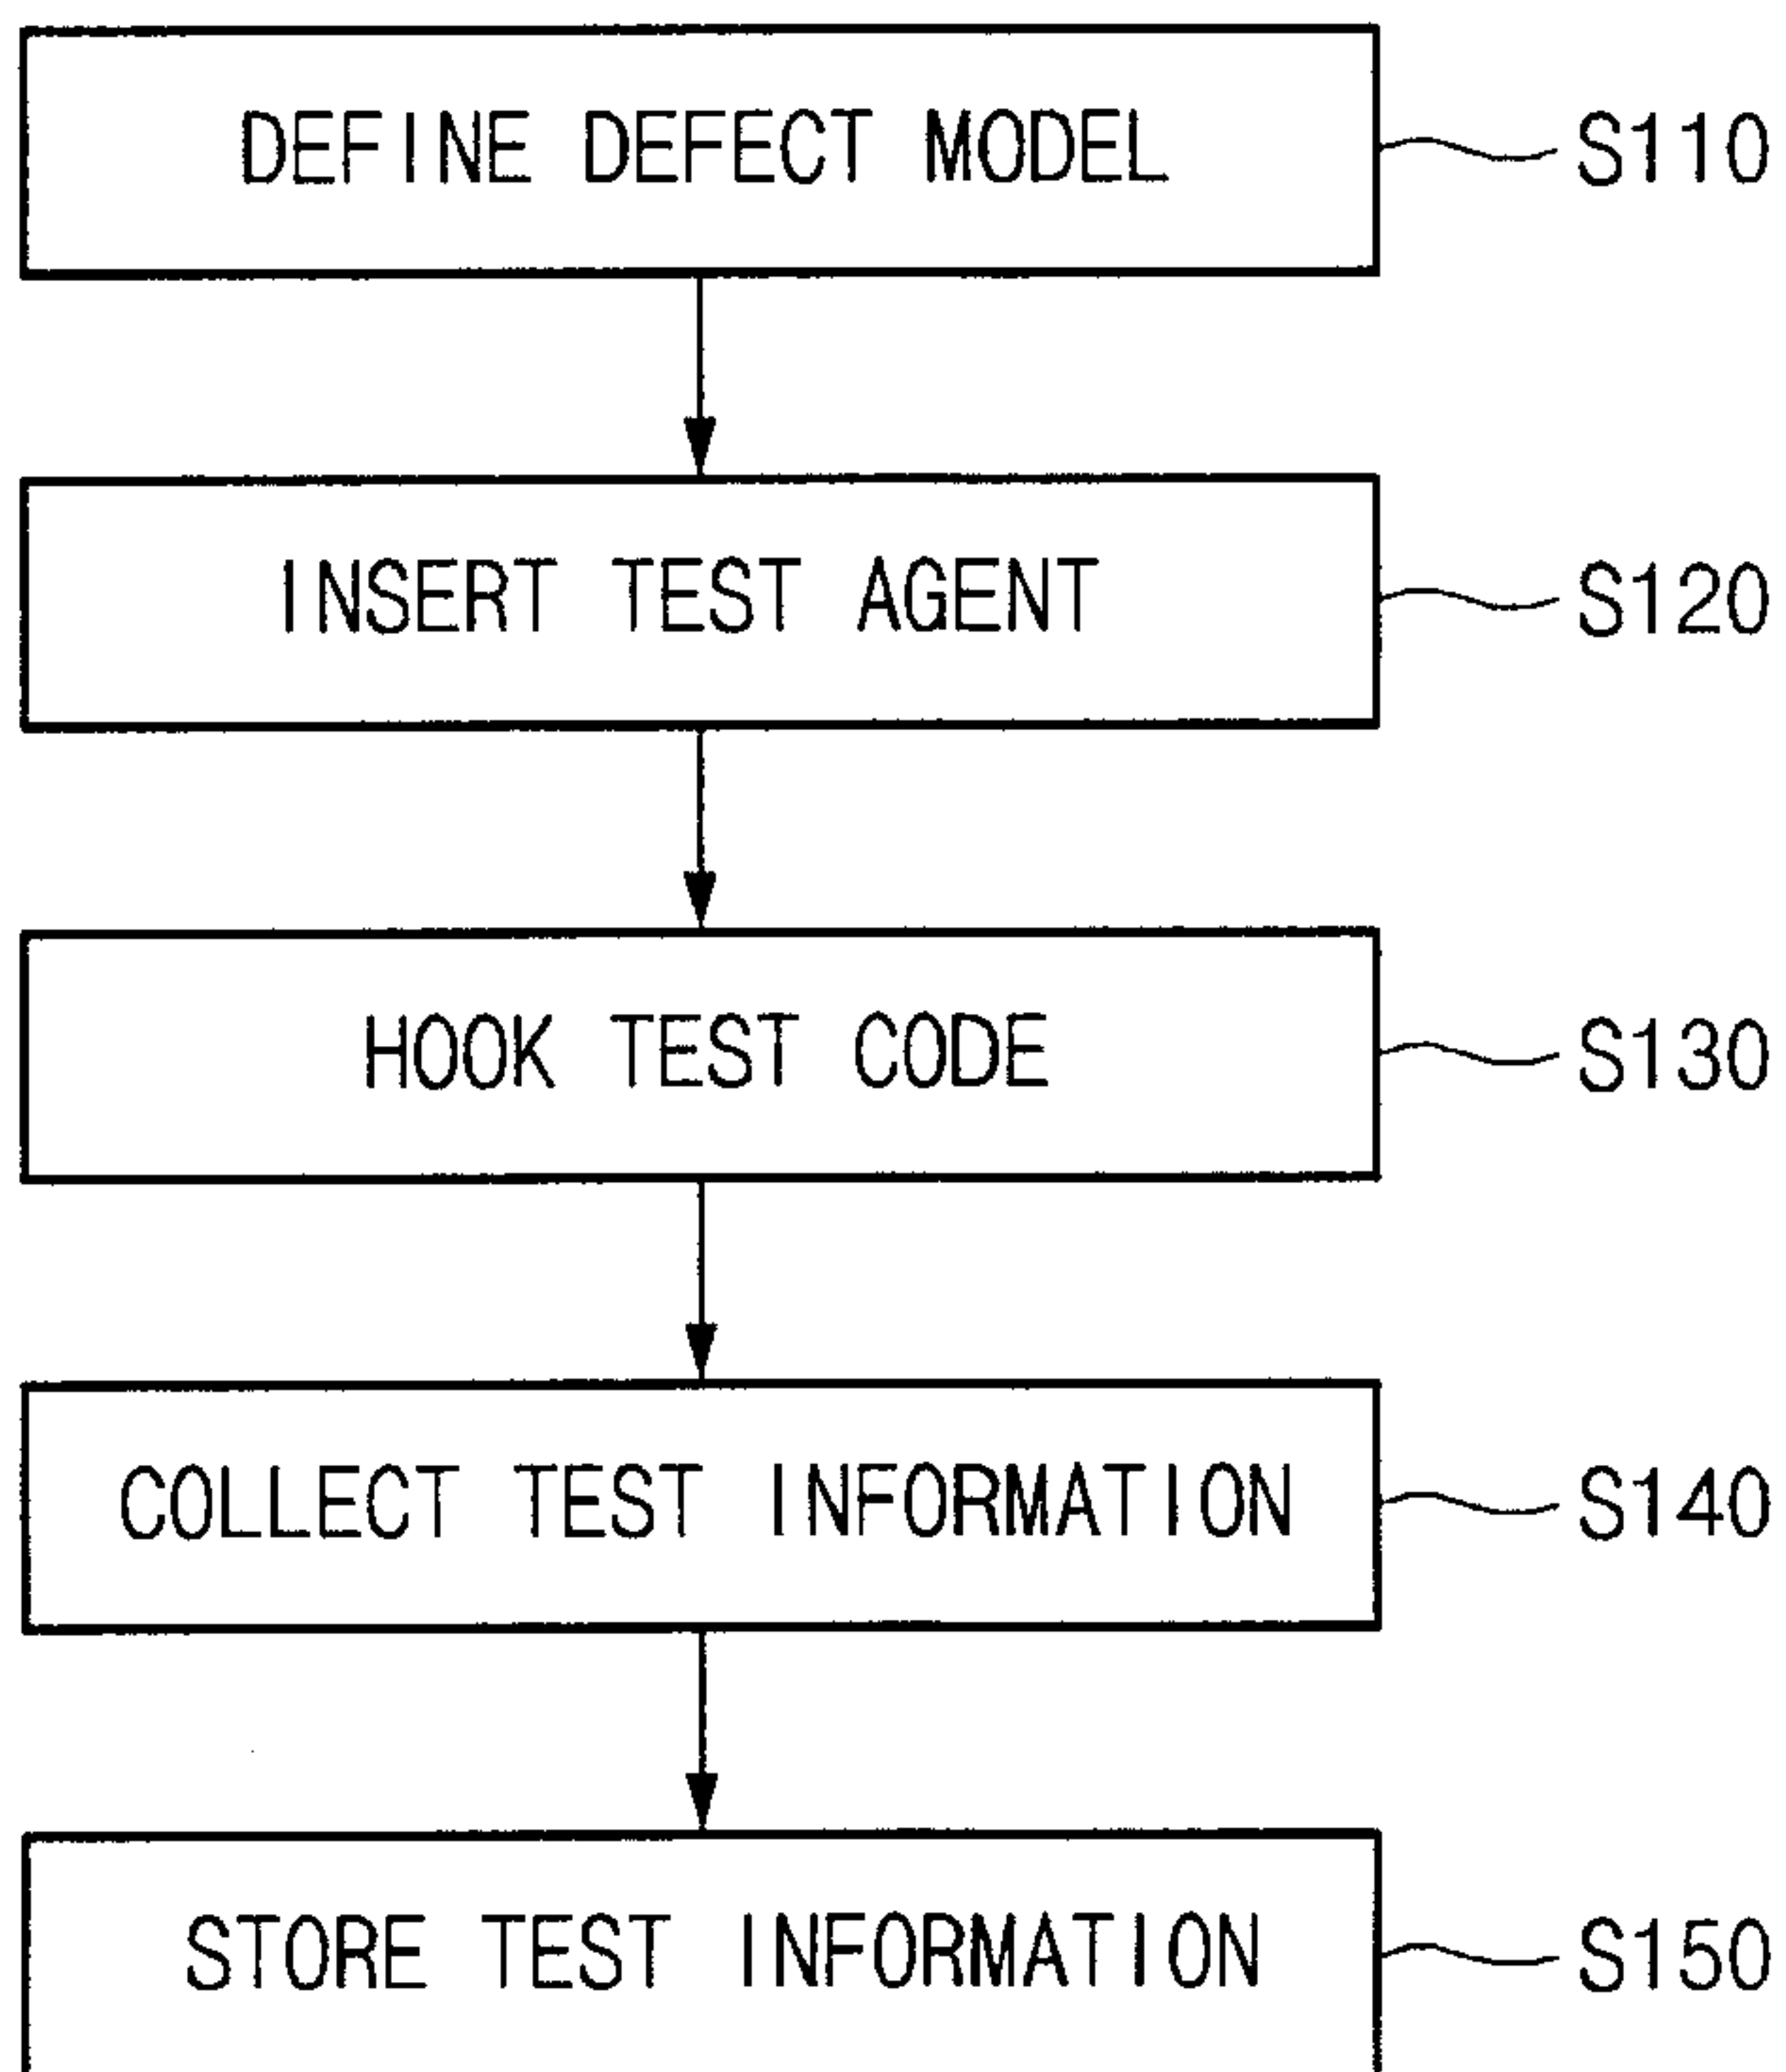 DEFINE DEFECT MODEL S110
INSERT TEST AGENT S120
HOOK TEST CODE S130
COLLECT TEST INFORMATION S140
STORE TEST INFORMATION S150